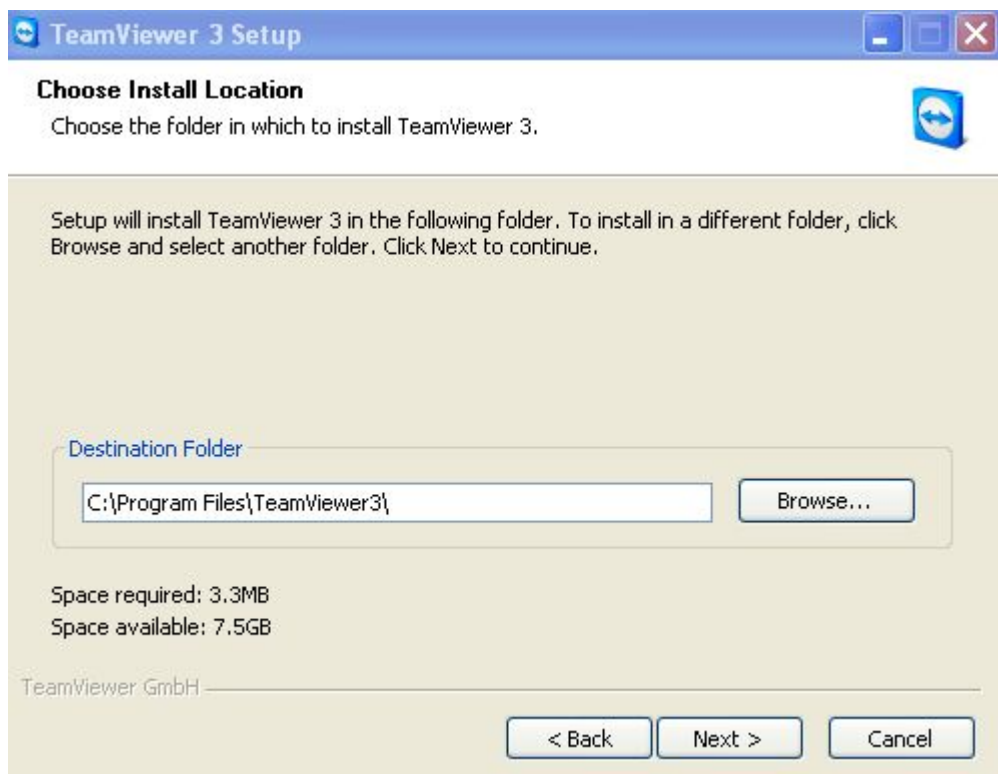 TeamViewer 3 Setup
Choose Install Location
Choose the folder in which to install TeamViewer 3.
Setup will install TeamViewer 3 in the following folder. To install in a different folder, click
Browse and select another folder. Click Next to continue.
Destination Folder
C:\Program Files\TeamViewer3\
Browse...
Space required: 3.3MB
Space available: 7.5GB
TeamViewer GmbH
< Back
Next >
Cancel